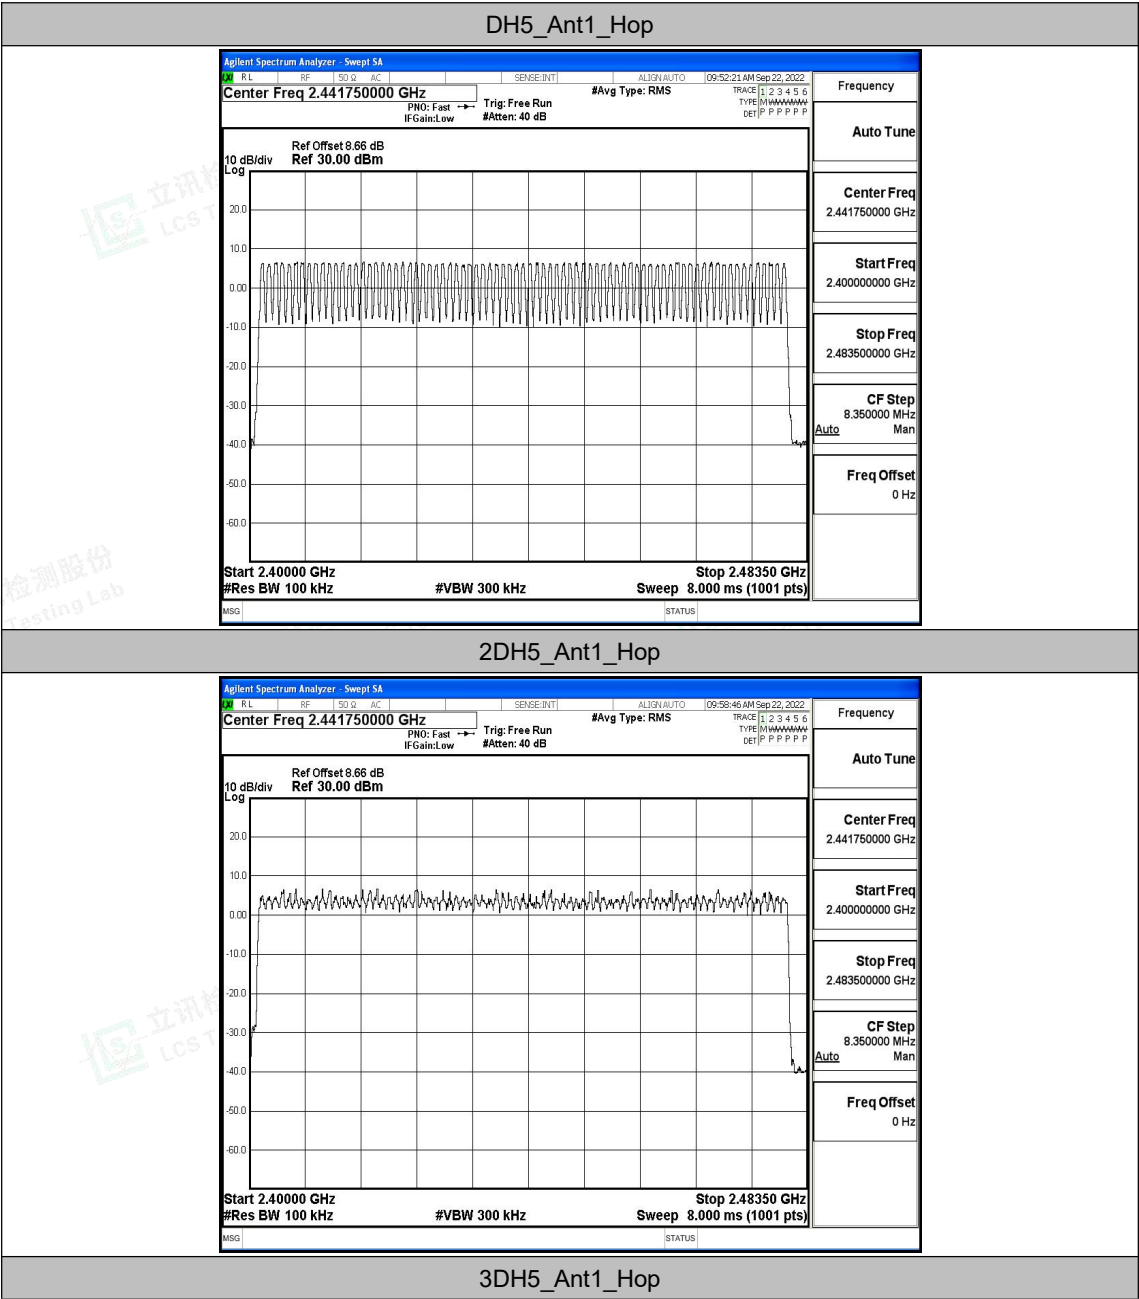 DH5_Ant1_Hop
Agilent Spectrum Analyzer - Swept SA
RL RF 50 Ω AC SENSE:INT ALIGN AUTO 09:52:21 AM Sep 22, 2022
Center Freq 2.441750000 GHz
PNO: Fast
IFGain:Low
Trig: Free Run
#Atten: 40 dB
#Avg Type: RMS
TRACE 1 2 3 4 5 6
TYPE M
DET P P P P P P
Ref Offset 8.66 dB
10 dB/div Ref 30.00 dBm
Log
20.0
10.0
0.00
-10.0
-20.0
-30.0
-40.0
-50.0
-60.0
Start 2.40000 GHz
Stop 2.48350 GHz
#Res BW 100 kHz
#VBW 300 kHz
Sweep 8.000 ms (1001 pts)
MSG
STATUS
Frequency
Auto Tune
Center Freq
2.441750000 GHz
Start Freq
2.400000000 GHz
Stop Freq
2.483500000 GHz
CF Step
8.350000 MHz
Auto Man
Freq Offset
0 Hz
立讯
LCS T
检测股份
Testing Lab
2DH5_Ant1_Hop
Agilent Spectrum Analyzer - Swept SA
RL RF 50 Ω AC SENSE:INT ALIGN AUTO 09:58:46 AM Sep 22, 2022
Center Freq 2.441750000 GHz
PNO: Fast
IFGain:Low
Trig: Free Run
#Atten: 40 dB
#Avg Type: RMS
TRACE 1 2 3 4 5 6
TYPE M
DET P P P P P P
Ref Offset 8.66 dB
10 dB/div Ref 30.00 dBm
Log
20.0
10.0
0.00
-10.0
-20.0
-30.0
-40.0
-50.0
-60.0
Start 2.40000 GHz
Stop 2.48350 GHz
#Res BW 100 kHz
#VBW 300 kHz
Sweep 8.000 ms (1001 pts)
MSG
STATUS
Frequency
Auto Tune
Center Freq
2.441750000 GHz
Start Freq
2.400000000 GHz
Stop Freq
2.483500000 GHz
CF Step
8.350000 MHz
Auto Man
Freq Offset
0 Hz
立讯检
LCS T
3DH5_Ant1_Hop